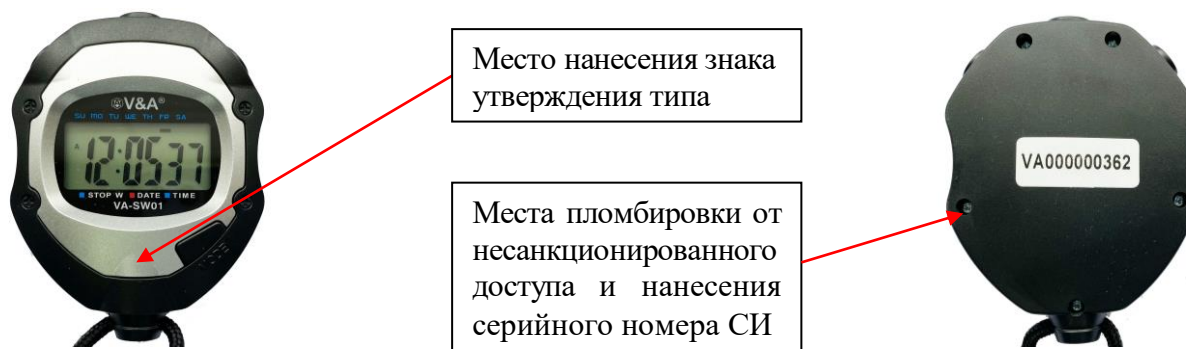 V&A®
SU MO TU WE TH FR SA
A 12:05 37
STOP W DATE TIME
VA-SW01
MODE
Место нанесения знака
утверждения типа
Места пломбировки от
несанкционированного
доступа и нанесения
серийного номера СИ
VA000000362